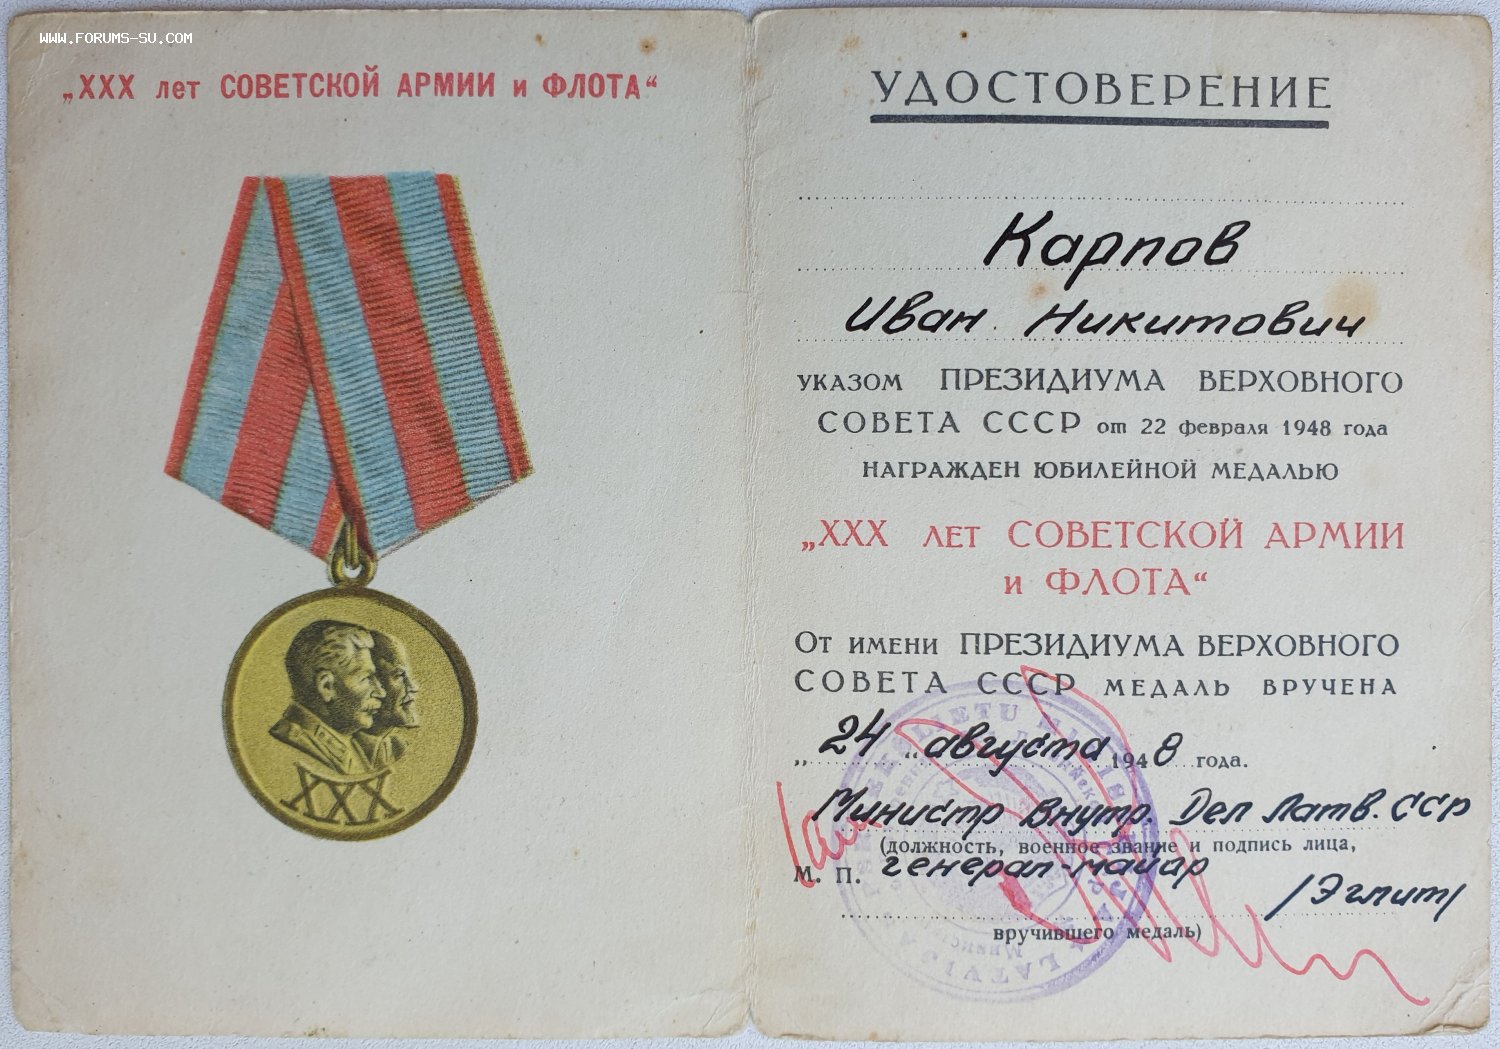 WWW.FORUMS-SU.COM
„XXX лет СОВЕТСКОЙ АРМИИ и ФЛОТА“
XXX
УДОСТОВЕРЕНИЕ
Карпов
Иван Никитович
указом ПРЕЗИДИУМА ВЕРХОВНОГО
СОВЕТА СССР от 22 февраля 1948 года
НАГРАЖДЕН ЮБИЛЕЙНОЙ МЕДАЛЬЮ
„XXX лет СОВЕТСКОЙ АРМИИ
и ФЛОТА“
От имени ПРЕЗИДИУМА ВЕРХОВНОГО
СОВЕТА СССР МЕДАЛЬ ВРУЧЕНА
„24“ августа 1948 года.
Министр Внутр. Дел Латв. ССР
(должность, военное звание и подпись лица,
М. П. генерал-майор
/Эглит/
вручившего медаль)